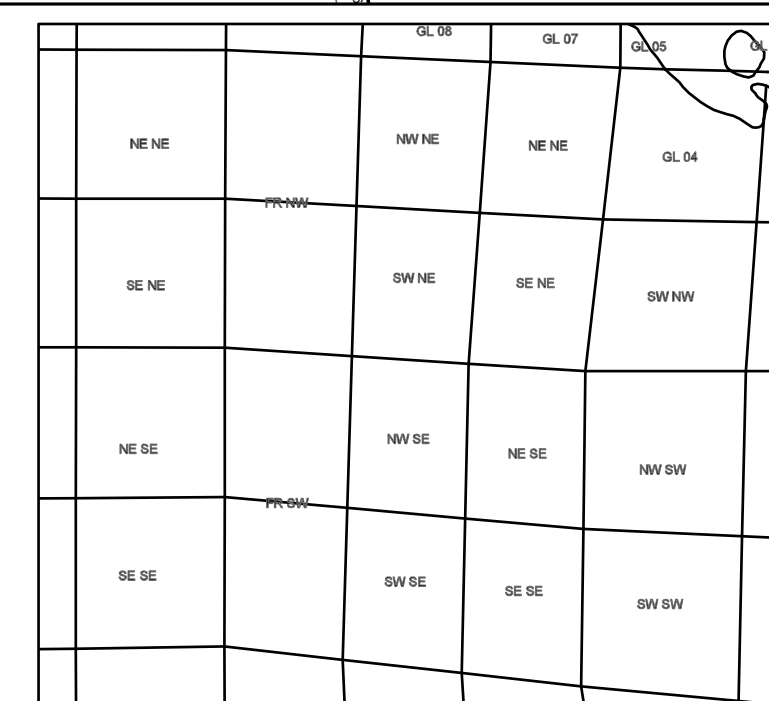 GL 08
GL 07
GL 05
GL
NE NE
NW NE
NE NE
GL 04
FR NW
SE NE
SW NE
SE NE
SW NW
NE SE
NW SE
NE SE
NW SW
FR SW
SE SE
SW SE
SE SE
SW SW